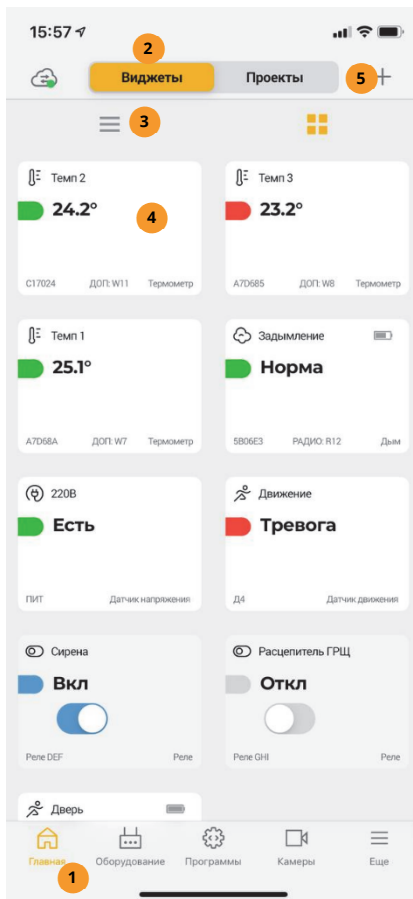 15:57
2
Виджеты
Проекты
5
3
Темп 2
24.2°
4
С17024 ДОП: W11 Термометр
Темп 3
23.2°
A7D685 ДОП: W8 Термометр
Темп 1
25.1°
A7D68A ДОП: W7 Термометр
Задымление
Норма
5B06E3 РАДИО: R12 Дым
220В
Есть
ПИТ Датчик напряжения
Движение
Тревога
Д4 Датчик движения
Сирена
Вкл
Реле DEF Реле
Расцепитель ГРЩ
Откл
Реле GHI Реле
Дверь
Главная
Оборудование
Программы
Камеры
Еще
1